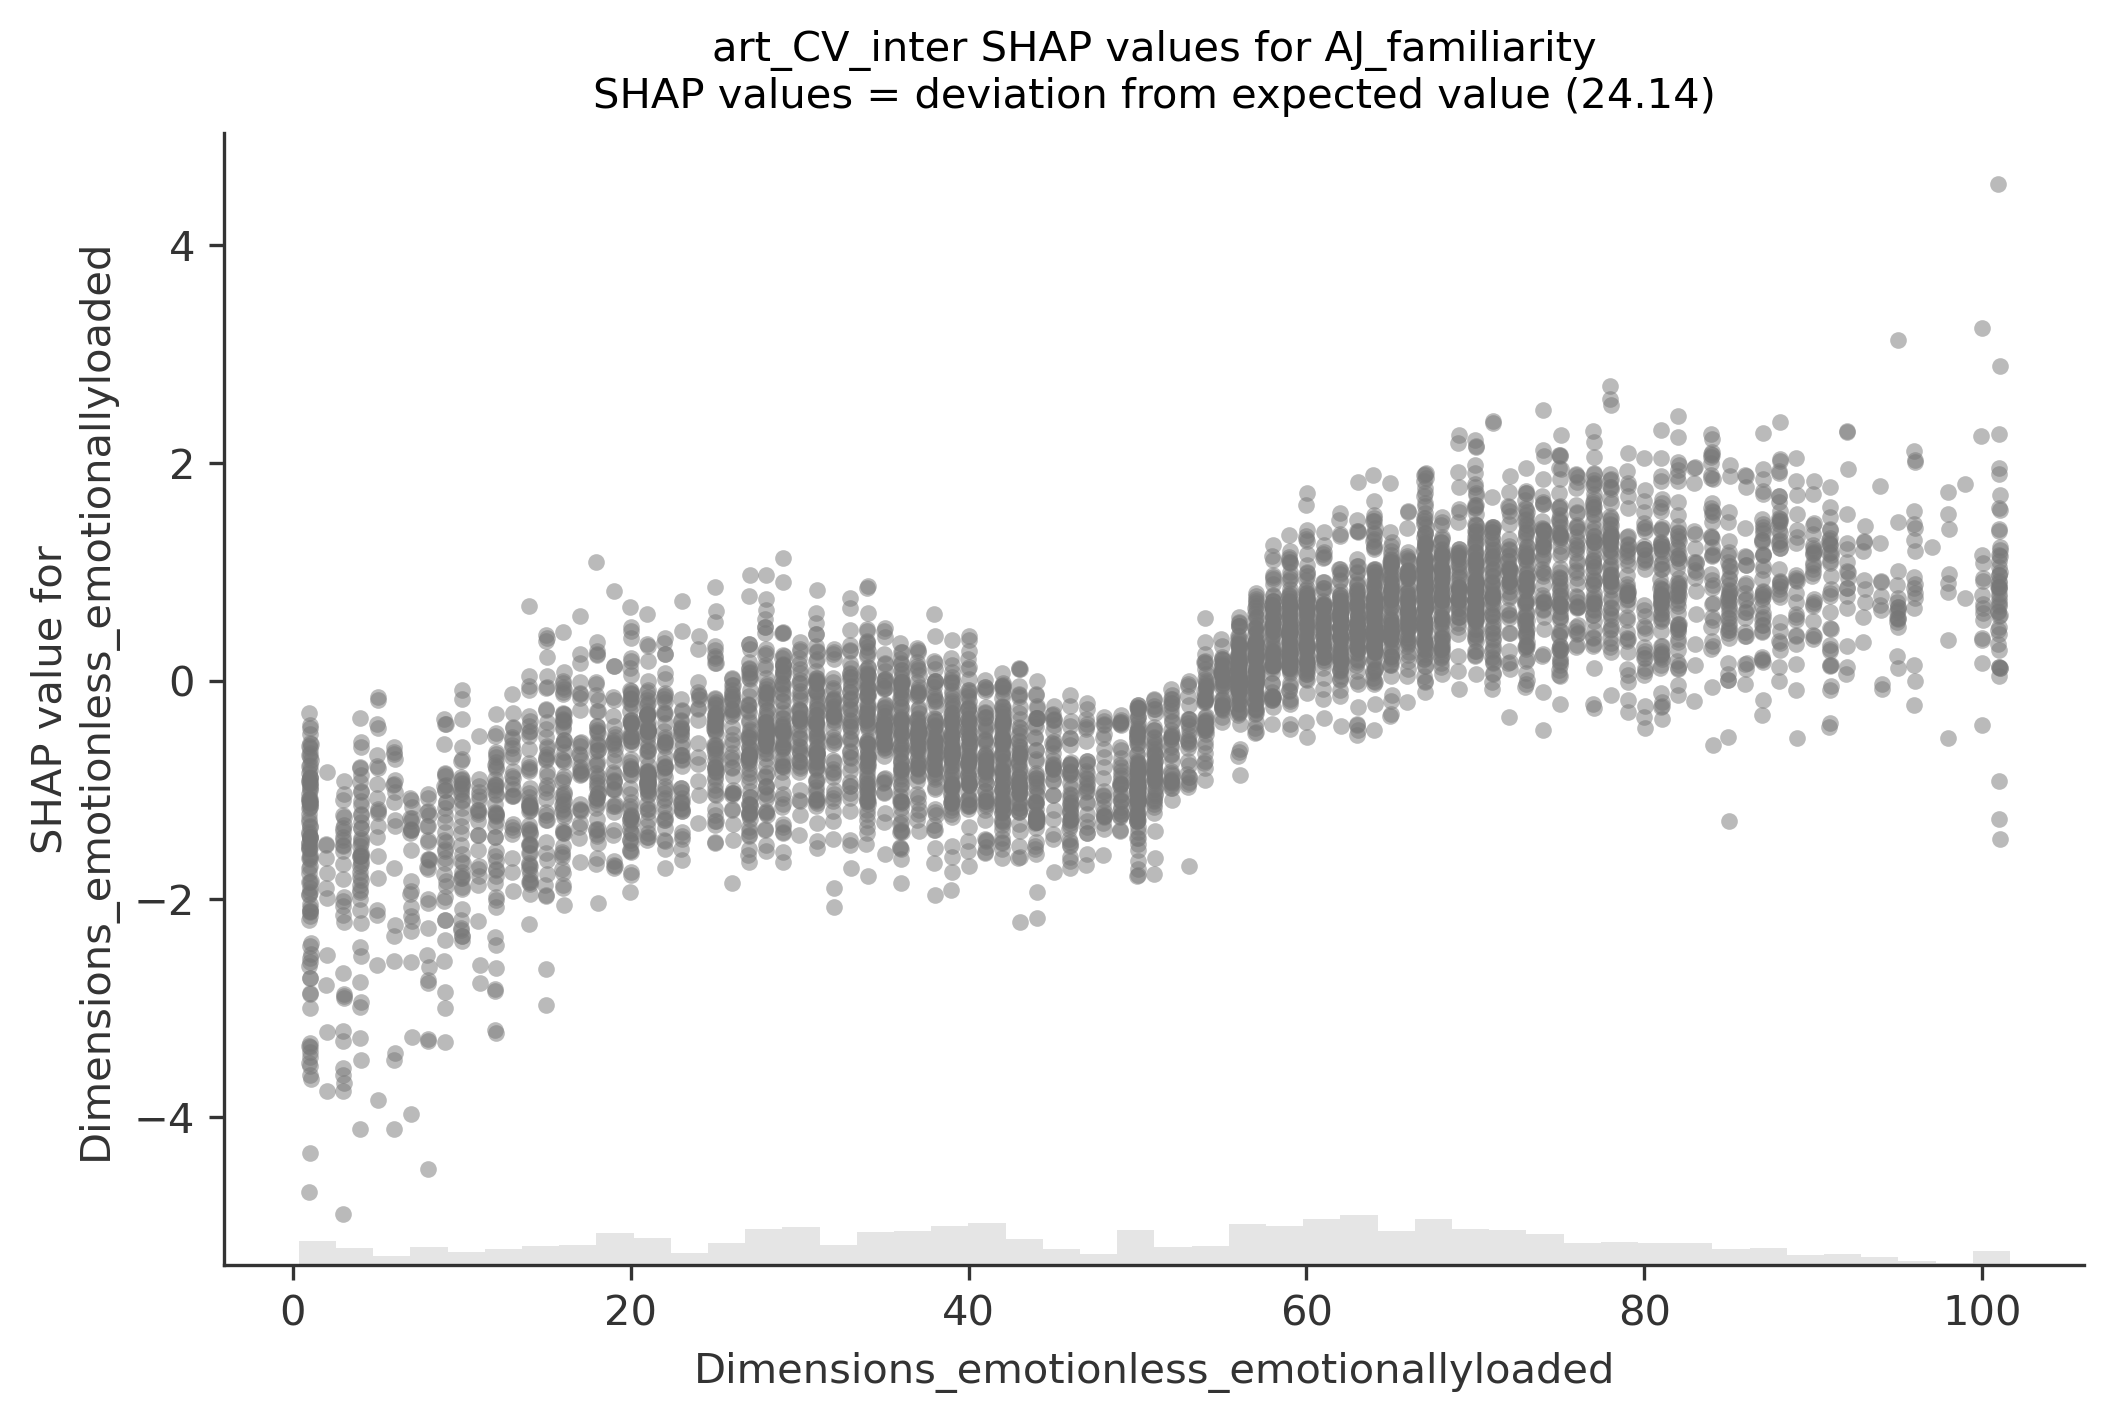 art_CV_inter SHAP values for AJ_familiarity
SHAP values = deviation from expected value (24.14)
SHAP value for
Dimensions_emotionless_emotionallyloaded
4
2
0
−2
−4
0 20 40 60 80 100
Dimensions_emotionless_emotionallyloaded